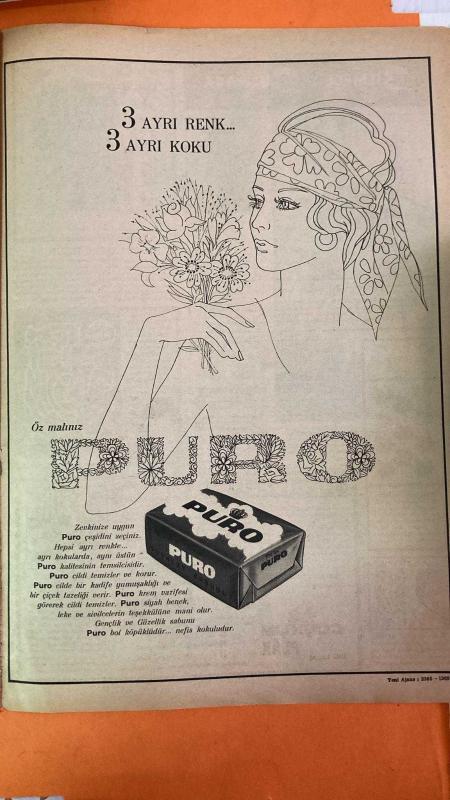 3 AYRI RENK...
3 AYRI KOKU
Öz malınız
PURO
PURO
PURO
PURO
Zevkinize uygun
Puro çeşidini seçiniz.
Hepsi ayrı renkte...
ayrı kokularda, aynı üstün
Puro kalitesinin temsilcisidir.
Puro cildi temizler ve korur.
Puro cilde bir kadife yumuşaklığı ve
bir çiçek tazeliği verir. Puro krem vazifesi
görerek cildi temizler. Puro siyah benek,
leke ve sivilcelerin teşekkülüne mani olur.
Gençlik ve Güzellik sabunu
Puro bol köpüklüdür... nefis kokuludur.
Yeni Ajans :